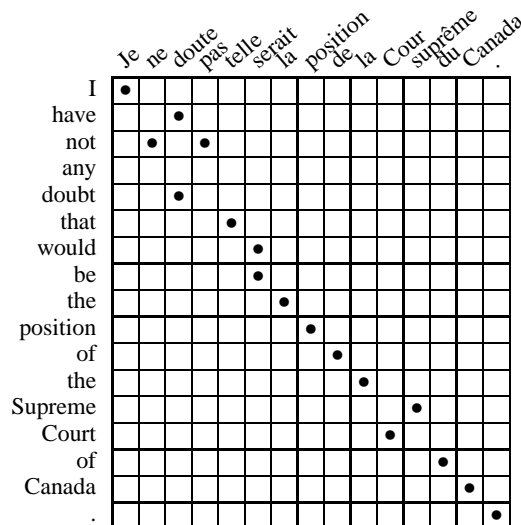 Je ne doute pas telle serait la position de la Cour suprême du Canada .
I
have
not
any
doubt
that
would
be
the
position
of
the
Supreme
Court
of
Canada
.